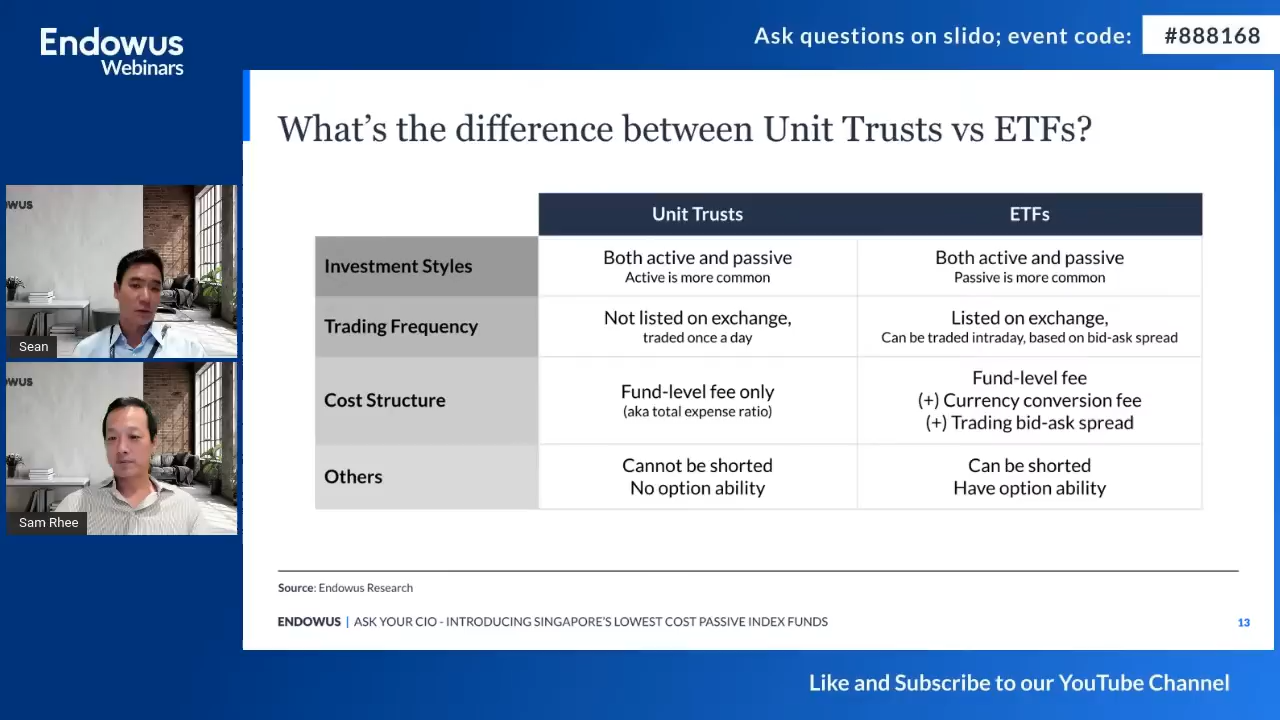 Endowus
Webinars
Ask questions on slido; event code:
#888168
What's the difference between Unit Trusts vs ETFs?
Unit Trusts
ETFs
Investment Styles
Both active and passive
Active is more common
Both active and passive
Passive is more common
Trading Frequency
Not listed on exchange,
traded once a day
Listed on exchange,
Can be traded intraday, based on bid-ask spread
Cost Structure
Fund-level fee only
(aka total expense ratio)
Fund-level fee
(+) Currency conversion fee
(+) Trading bid-ask spread
Others
Cannot be shorted
No option ability
Can be shorted
Have option ability
Source: Endowus Research
ENDOWUS | ASK YOUR CIO - INTRODUCING SINGAPORE'S LOWEST COST PASSIVE INDEX FUNDS
13
owus
Sean
owus
Sam Rhee
Like and Subscribe to our YouTube Channel